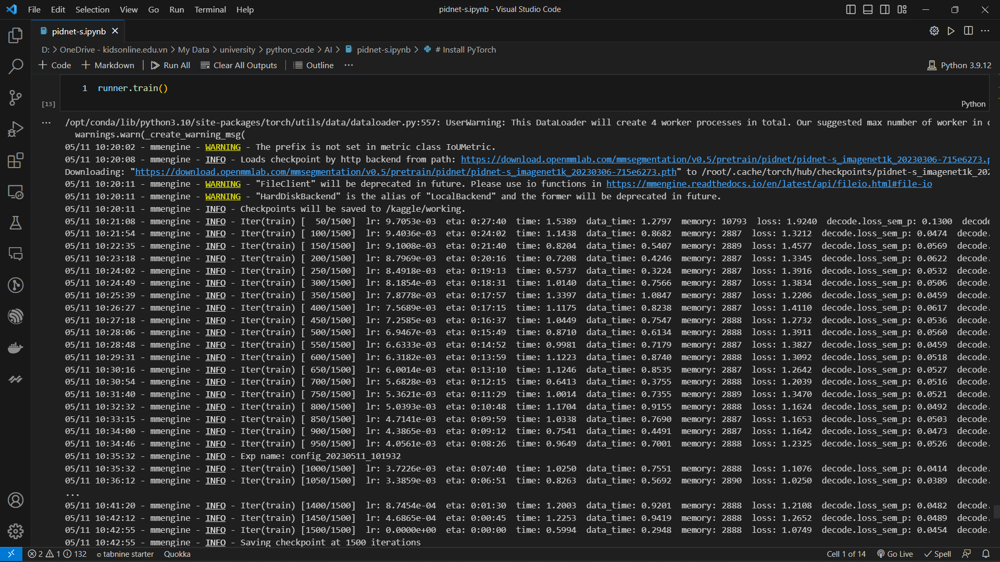 File Edit Selection View Go Run Terminal Help
pidnet-s.ipynb - Visual Studio Code
pidnet-s.ipynb
D: > OneDrive - kidsonline.edu.vn > My Data > university > python_code > AI > pidnet-s.ipynb > # Install PyTorch
+ Code + Markdown | Run All Clear All Outputs | Outline ···
Python 3.9.12
1 runner.train()
[13]
Python
··· /opt/conda/lib/python3.10/site-packages/torch/utils/data/dataloader.py:557: UserWarning: This DataLoader will create 4 worker processes in total. Our suggested max number of worker in c
warnings.warn(_create_warning_msg(
05/11 10:20:02 - mmengine - WARNING - The prefix is not set in metric class IoUMetric.
05/11 10:20:08 - mmengine - INFO - Loads checkpoint by http backend from path: https://download.openmmlab.com/mmsegmentation/v0.5/pretrain/pidnet/pidnet-s_imagenet1k_20230306-715e6273.p
Downloading: "https://download.openmmlab.com/mmsegmentation/v0.5/pretrain/pidnet/pidnet-s_imagenet1k_20230306-715e6273.pth" to /root/.cache/torch/hub/checkpoints/pidnet-s_imagenet1k_202
05/11 10:20:11 - mmengine - WARNING - "FileClient" will be deprecated in future. Please use io functions in https://mmengine.readthedocs.io/en/latest/api/fileio.html#file-io
05/11 10:20:11 - mmengine - WARNING - "HardDiskBackend" is the alias of "LocalBackend" and the former will be deprecated in future.
05/11 10:20:11 - mmengine - INFO - Checkpoints will be saved to /kaggle/working.
05/11 10:21:08 - mmengine - INFO - Iter(train) [ 50/1500] lr: 9.7053e-03 eta: 0:27:40 time: 1.5389 data_time: 1.2797 memory: 10793 loss: 1.9240 decode.loss_sem_p: 0.1300 decode
05/11 10:21:54 - mmengine - INFO - Iter(train) [ 100/1500] lr: 9.4036e-03 eta: 0:24:02 time: 1.1438 data_time: 0.8682 memory: 2887 loss: 1.3212 decode.loss_sem_p: 0.0474 decode.
05/11 10:22:35 - mmengine - INFO - Iter(train) [ 150/1500] lr: 9.1008e-03 eta: 0:21:40 time: 0.8204 data_time: 0.5407 memory: 2889 loss: 1.4577 decode.loss_sem_p: 0.0569 decode.
05/11 10:23:18 - mmengine - INFO - Iter(train) [ 200/1500] lr: 8.7969e-03 eta: 0:20:16 time: 0.7208 data_time: 0.4246 memory: 2887 loss: 1.3345 decode.loss_sem_p: 0.0622 decode.
05/11 10:24:02 - mmengine - INFO - Iter(train) [ 250/1500] lr: 8.4918e-03 eta: 0:19:13 time: 0.5737 data_time: 0.3224 memory: 2887 loss: 1.3916 decode.loss_sem_p: 0.0532 decode.
05/11 10:24:49 - mmengine - INFO - Iter(train) [ 300/1500] lr: 8.1854e-03 eta: 0:18:31 time: 1.0140 data_time: 0.7566 memory: 2887 loss: 1.3834 decode.loss_sem_p: 0.0506 decode.
05/11 10:25:39 - mmengine - INFO - Iter(train) [ 350/1500] lr: 7.8778e-03 eta: 0:17:57 time: 1.3397 data_time: 1.0847 memory: 2887 loss: 1.2206 decode.loss_sem_p: 0.0459 decode.
05/11 10:26:27 - mmengine - INFO - Iter(train) [ 400/1500] lr: 7.5689e-03 eta: 0:17:15 time: 1.1175 data_time: 0.8238 memory: 2887 loss: 1.4110 decode.loss_sem_p: 0.0617 decode.
05/11 10:27:18 - mmengine - INFO - Iter(train) [ 450/1500] lr: 7.2585e-03 eta: 0:16:37 time: 1.0449 data_time: 0.7547 memory: 2888 loss: 1.2732 decode.loss_sem_p: 0.0536 decode.
05/11 10:28:06 - mmengine - INFO - Iter(train) [ 500/1500] lr: 6.9467e-03 eta: 0:15:49 time: 0.8710 data_time: 0.6134 memory: 2888 loss: 1.3911 decode.loss_sem_p: 0.0560 decode.
05/11 10:28:48 - mmengine - INFO - Iter(train) [ 550/1500] lr: 6.6333e-03 eta: 0:14:52 time: 0.9981 data_time: 0.7179 memory: 2887 loss: 1.3827 decode.loss_sem_p: 0.0459 decode.
05/11 10:29:31 - mmengine - INFO - Iter(train) [ 600/1500] lr: 6.3182e-03 eta: 0:13:59 time: 1.1223 data_time: 0.8740 memory: 2888 loss: 1.3092 decode.loss_sem_p: 0.0518 decode.
05/11 10:30:16 - mmengine - INFO - Iter(train) [ 650/1500] lr: 6.0014e-03 eta: 0:13:10 time: 1.1246 data_time: 0.8535 memory: 2887 loss: 1.2642 decode.loss_sem_p: 0.0527 decode.
05/11 10:30:54 - mmengine - INFO - Iter(train) [ 700/1500] lr: 5.6828e-03 eta: 0:12:15 time: 0.6413 data_time: 0.3755 memory: 2888 loss: 1.2039 decode.loss_sem_p: 0.0516 decode.
05/11 10:31:40 - mmengine - INFO - Iter(train) [ 750/1500] lr: 5.3621e-03 eta: 0:11:29 time: 1.0014 data_time: 0.7355 memory: 2889 loss: 1.3470 decode.loss_sem_p: 0.0521 decode.
05/11 10:32:32 - mmengine - INFO - Iter(train) [ 800/1500] lr: 5.0393e-03 eta: 0:10:48 time: 1.1704 data_time: 0.9155 memory: 2888 loss: 1.1624 decode.loss_sem_p: 0.0492 decode.
05/11 10:33:15 - mmengine - INFO - Iter(train) [ 850/1500] lr: 4.7141e-03 eta: 0:09:59 time: 1.0338 data_time: 0.7690 memory: 2887 loss: 1.1653 decode.loss_sem_p: 0.0503 decode.
05/11 10:34:00 - mmengine - INFO - Iter(train) [ 900/1500] lr: 4.3865e-03 eta: 0:09:12 time: 0.7541 data_time: 0.4491 memory: 2887 loss: 1.1642 decode.loss_sem_p: 0.0473 decode.
05/11 10:34:46 - mmengine - INFO - Iter(train) [ 950/1500] lr: 4.0561e-03 eta: 0:08:26 time: 0.9649 data_time: 0.7001 memory: 2888 loss: 1.2325 decode.loss_sem_p: 0.0526 decode.
05/11 10:35:32 - mmengine - INFO - Exp name: config_20230511_101932
05/11 10:35:32 - mmengine - INFO - Iter(train) [1000/1500] lr: 3.7226e-03 eta: 0:07:40 time: 1.0250 data_time: 0.7551 memory: 2888 loss: 1.1076 decode.loss_sem_p: 0.0414 decode.
05/11 10:36:12 - mmengine - INFO - Iter(train) [1050/1500] lr: 3.3859e-03 eta: 0:06:51 time: 0.8263 data_time: 0.5692 memory: 2890 loss: 1.0250 decode.loss_sem_p: 0.0389 decode.
...
05/11 10:41:20 - mmengine - INFO - Iter(train) [1400/1500] lr: 8.7454e-04 eta: 0:01:30 time: 1.2003 data_time: 0.9201 memory: 2888 loss: 1.2108 decode.loss_sem_p: 0.0482 decode.
05/11 10:42:12 - mmengine - INFO - Iter(train) [1450/1500] lr: 4.6865e-04 eta: 0:00:45 time: 1.2253 data_time: 0.9419 memory: 2888 loss: 1.2652 decode.loss_sem_p: 0.0489 decode.
05/11 10:42:55 - mmengine - INFO - Iter(train) [1500/1500] lr: 0.0000e+00 eta: 0:00:00 time: 0.5994 data_time: 0.2948 memory: 2888 loss: 1.0749 decode.loss_sem_p: 0.0454 decode.
05/11 10:42:55 - mmengine - INFO - Saving checkpoint at 1500 iterations
2 1 132 tabnine starter Quokka
Cell 1 of 14 Go Live Spell